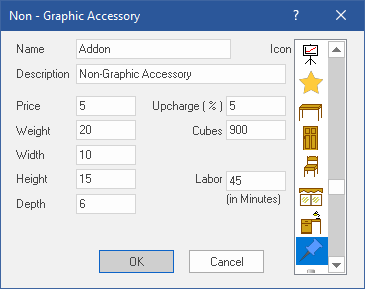 Non - Graphic Accessory ? ×
Name Addon Icon
Description Non-Graphic Accessory
Price 5 Upcharge ( % ) 5
Weight 20 Cubes 900
Width 10
Height 15 Labor 45
(in Minutes)
Depth 6
OK Cancel